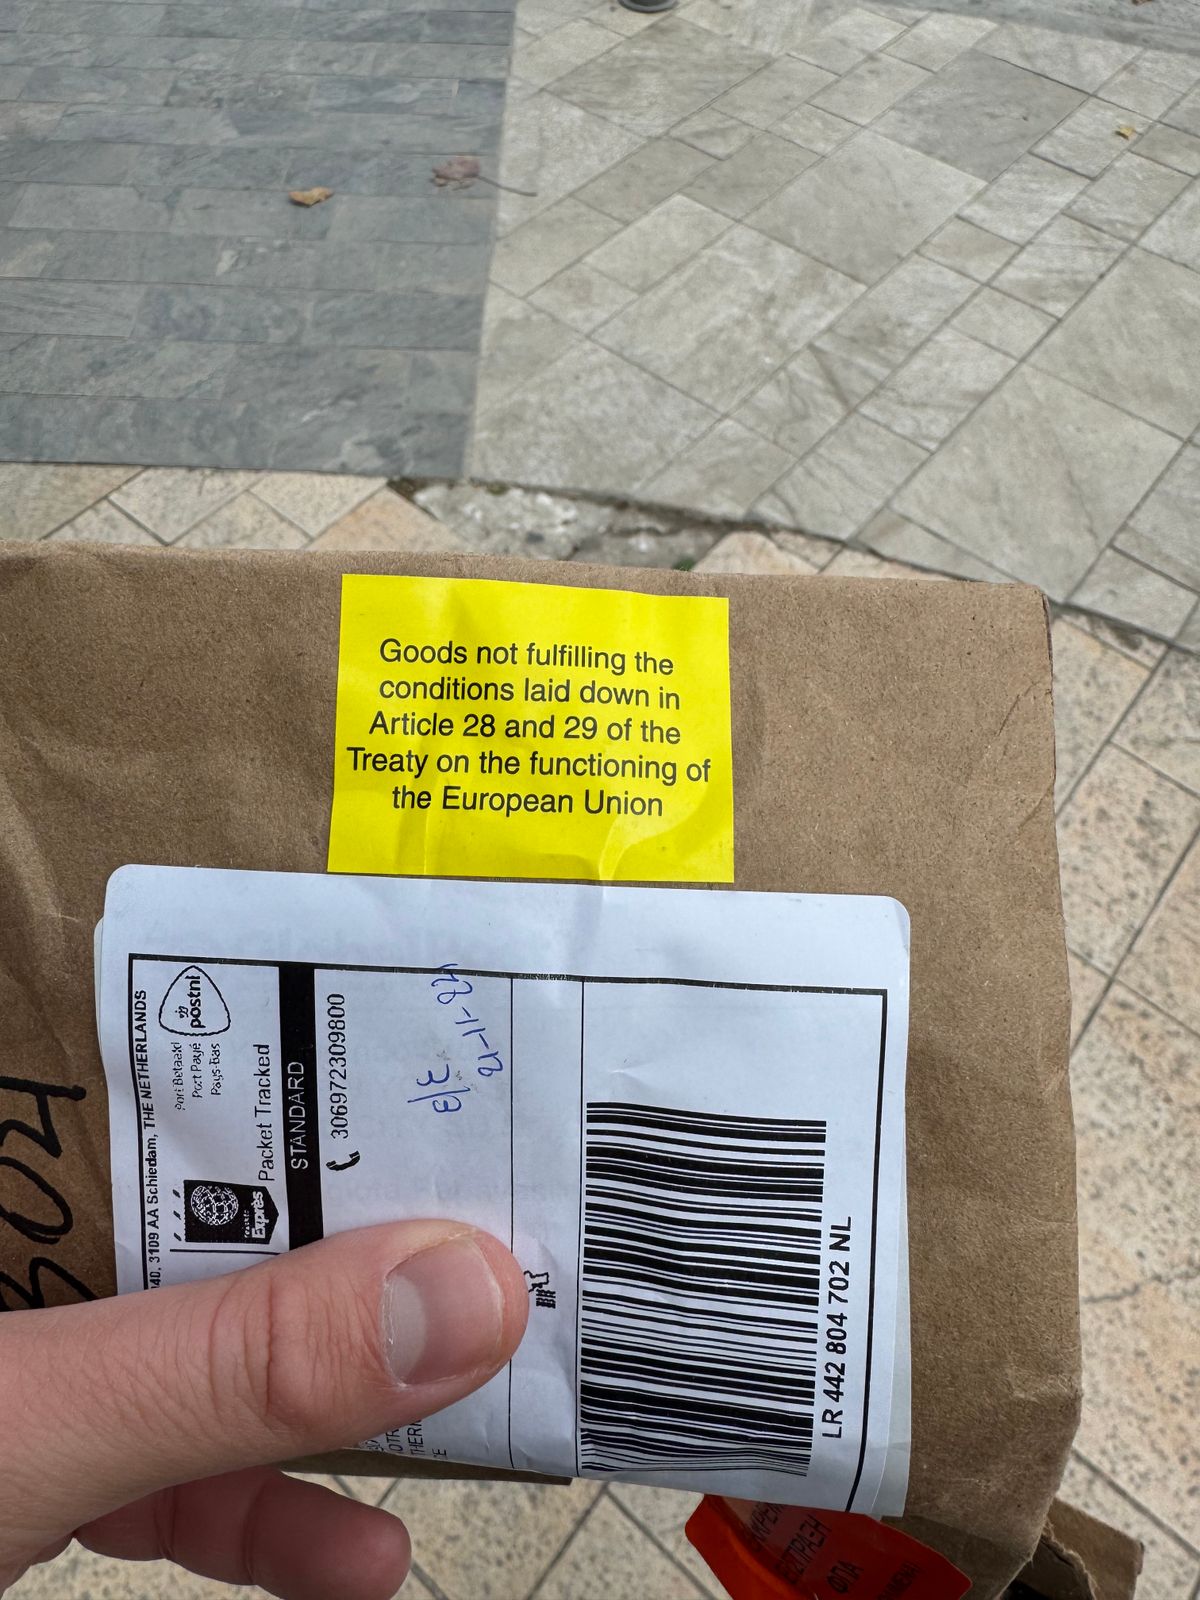 Goods not fulfilling the
conditions laid down in
Article 28 and 29 of the
Treaty on the functioning of
the European Union
3109 AA Schiedam, THE NETHERLANDS
Port Betaald
Port Payé
Pays-Bas
postnl
Exprès
Packet Tracked
STANDARD
306972309800
21-11-24
LR 442 804 702 NL
ΦΠΑ